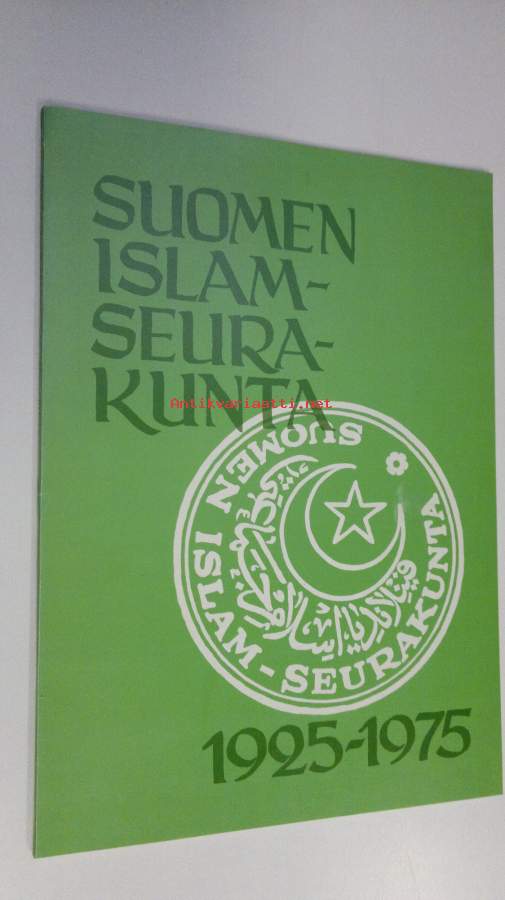 SUOMEN
ISLAM-
SEURA-
KUNTA
Antikvariaatti.net
SUOMEN ISLAM-SEURAKUNTA
1925-1975